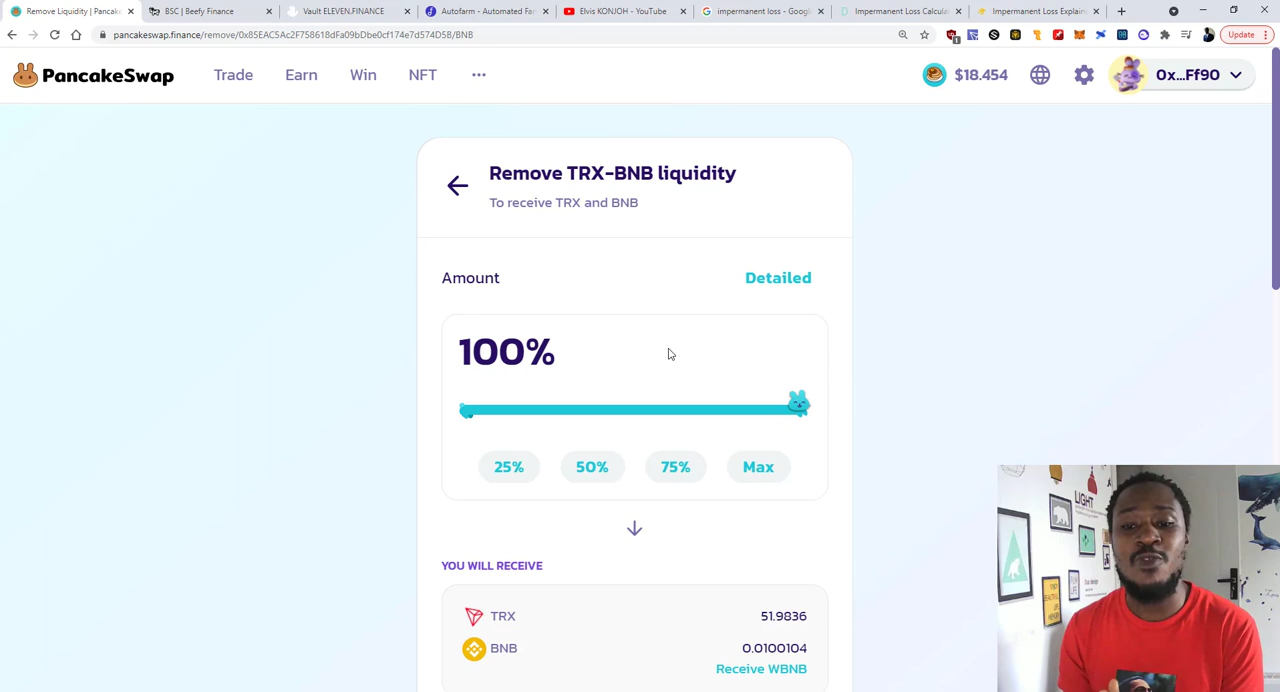 Remove Liquidity | Pancak
BSC | Beefy Finance
Vault ELEVEN.FINANCE
Autofarm - Automated Far
Elvis KONJOH - YouTube
impermanent loss - Googl
Impermanent Loss Calcula
Impermanent Loss Explain
pancakeswap.finance/remove/0x85EAC5Ac2F758618dFa09bDbe0cf174e7d574D5B/BNB
Update
PancakeSwap
Trade
Earn
Win
NFT
$18.454
0x...Ff90
Remove TRX-BNB liquidity
To receive TRX and BNB
Amount
Detailed
100%
25%
50%
75%
Max
YOU WILL RECEIVE
TRX
51.9836
BNB
0.0100104
Receive WBNB
LIGHT